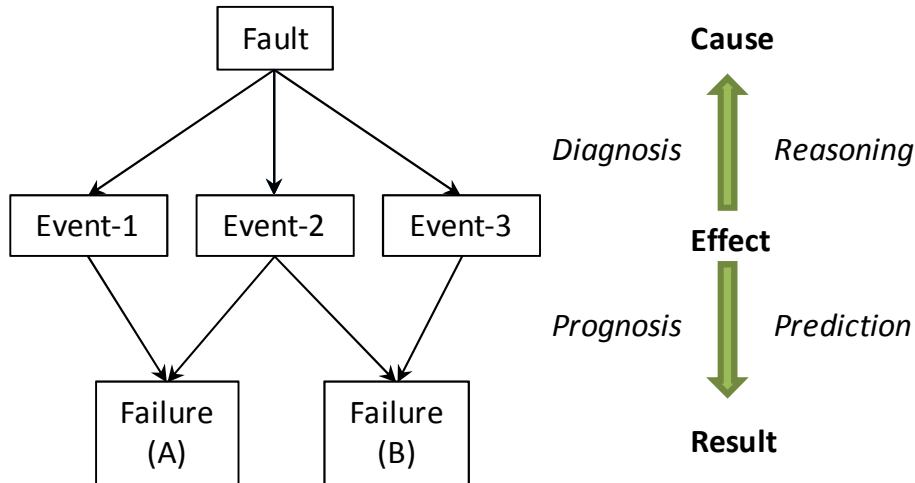 Fault
Cause
Diagnosis Reasoning
Event-1 Event-2 Event-3
Effect
Prognosis Prediction
Failure
(A)
Failure
(B)
Result